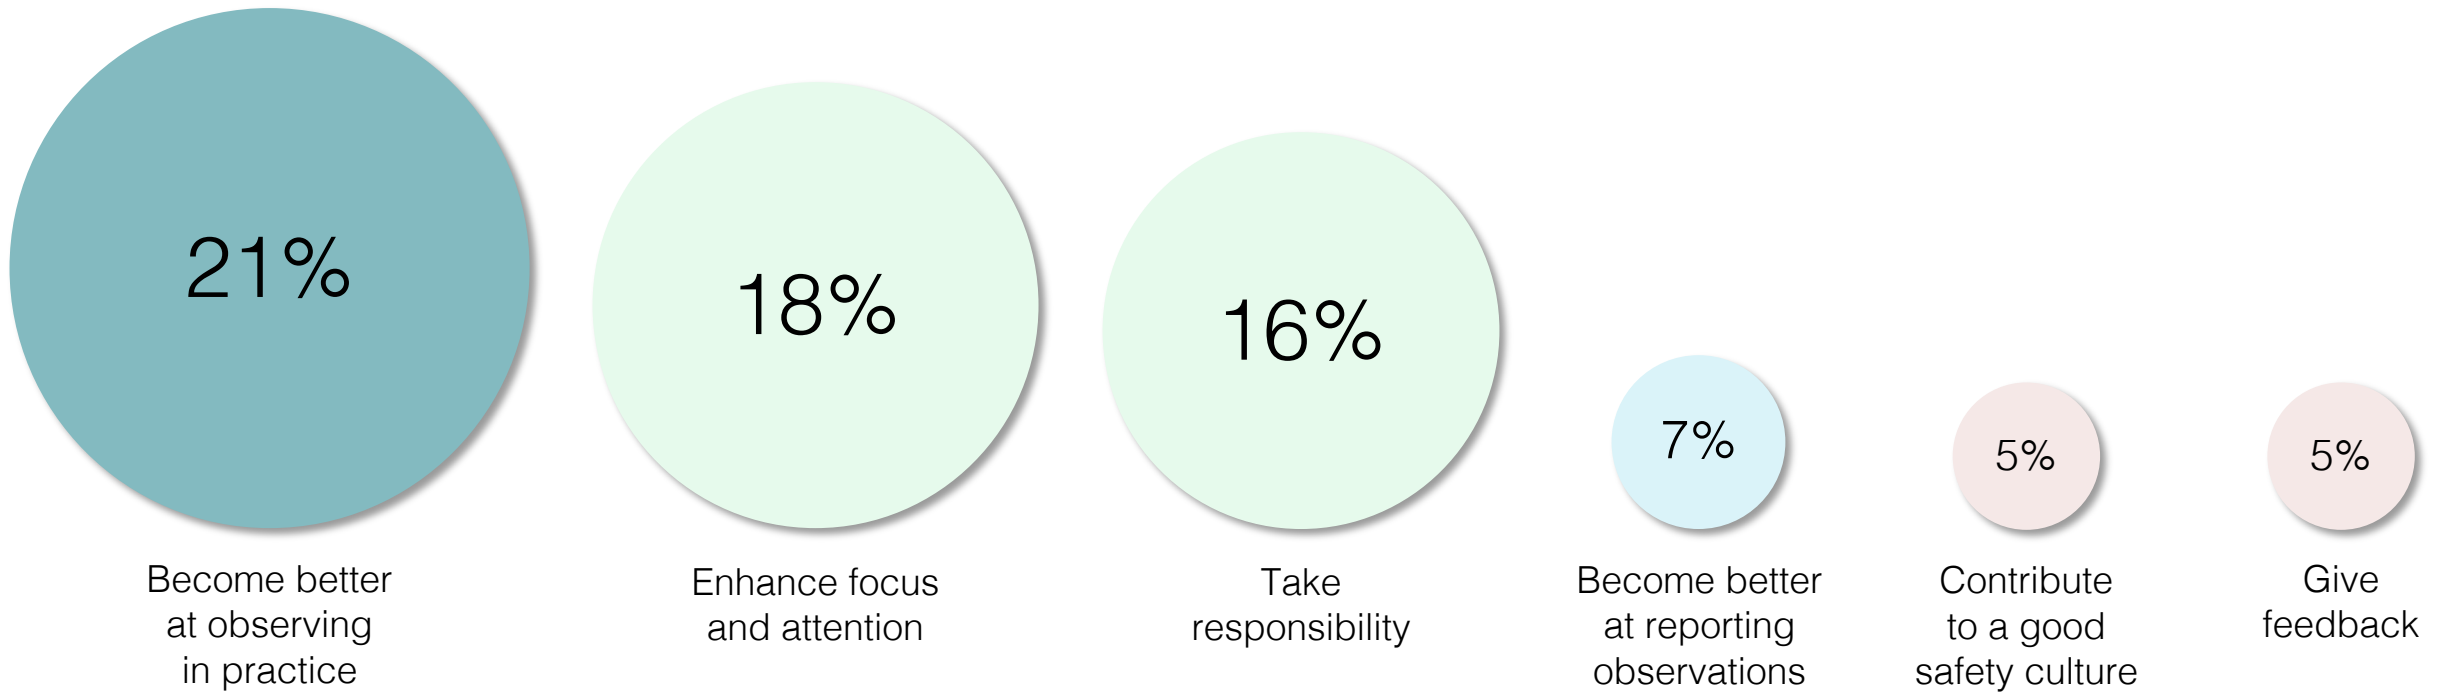 21%
18%
16%
7%
5%
5%
Become better
at observing
in practice
Enhance focus
and attention
Take
responsibility
Become better
at reporting
observations
Contribute
to a good
safety culture
Give
feedback